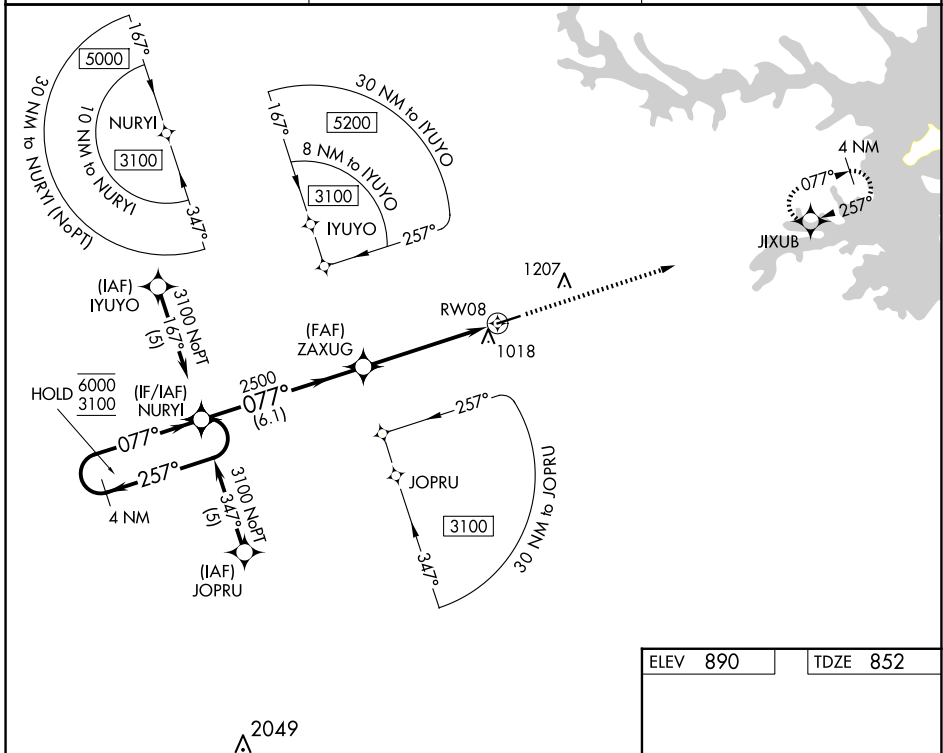 167°
5000
30 NM to NURYI (NoPT)
10 NM to NURYI
NURYI
3100
347°
30 NM to IYUYO
167°
5200
8 NM to IYUYO
3100
IYUYO
257°
4 NM
077°
257°
JIXUB
1207
RW08
1018
(IAF)
IYUYO
3100 NoPT
167°
(5)
(FAF)
ZAXUG
HOLD 6000
3100
(IF/IAF)
NURYI
2500
077°
(6.1)
077°
257°
4 NM
3100 NoPT
347°
(5)
(IAF)
JOPRU
257°
JOPRU
3100
30 NM to JOPRU
347°
ELEV 890
TDZE 852
2049